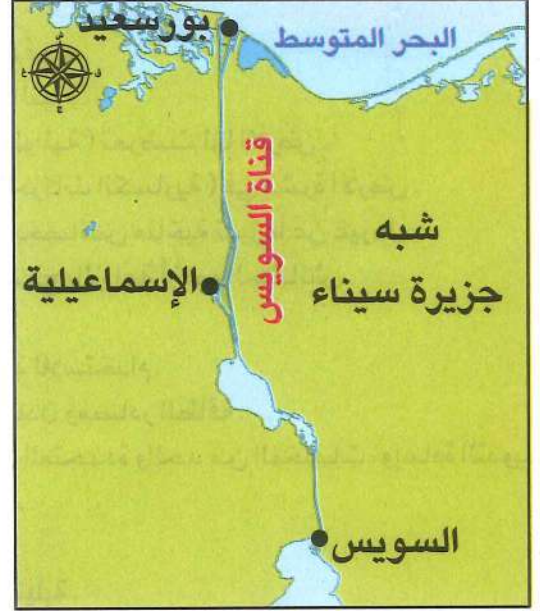 بورسعيد
البحر المتوسط
قناة السويس
شبه
جزيرة سيناء
الإسماعيلية
السويس